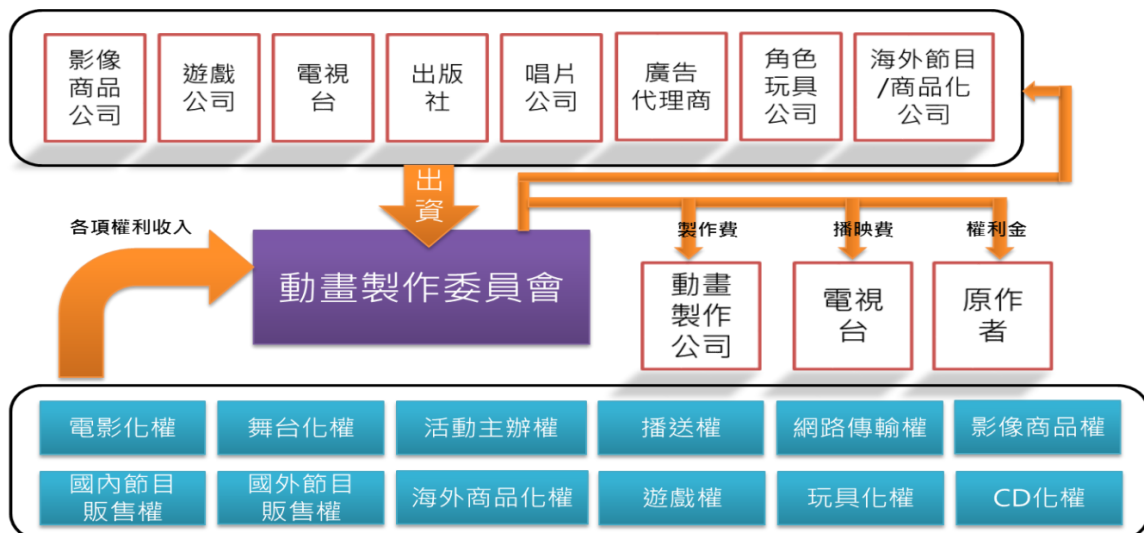 影像
商品
公司
遊戲
公司
電視
台
出版
社
唱片
公司
廣告
代理商
角色
玩具
公司
海外節目
/商品化
公司
出
資
各項權利收入
動畫製作委員會
製作費
播映費
權利金
動畫
製作
公司
電視
台
原作
者
電影化權
舞台化權
活動主辦權
播送權
網路傳輸權
影像商品權
國內節目
販售權
國外節目
販售權
海外商品化權
遊戲權
玩具化權
CD化權